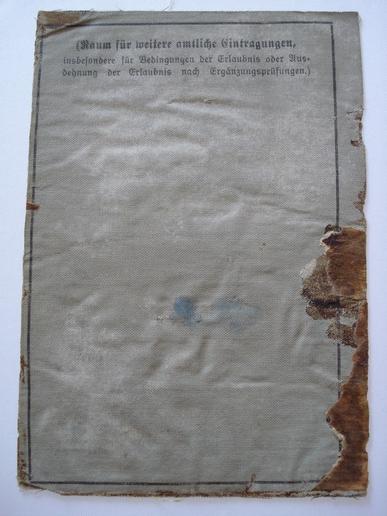 (Raum für weitere amtliche Eintragungen,
insbesondere für Bedingungen der Erlaubnis oder Aus-
dehnung der Erlaubnis nach Ergänzungsprüfungen.)